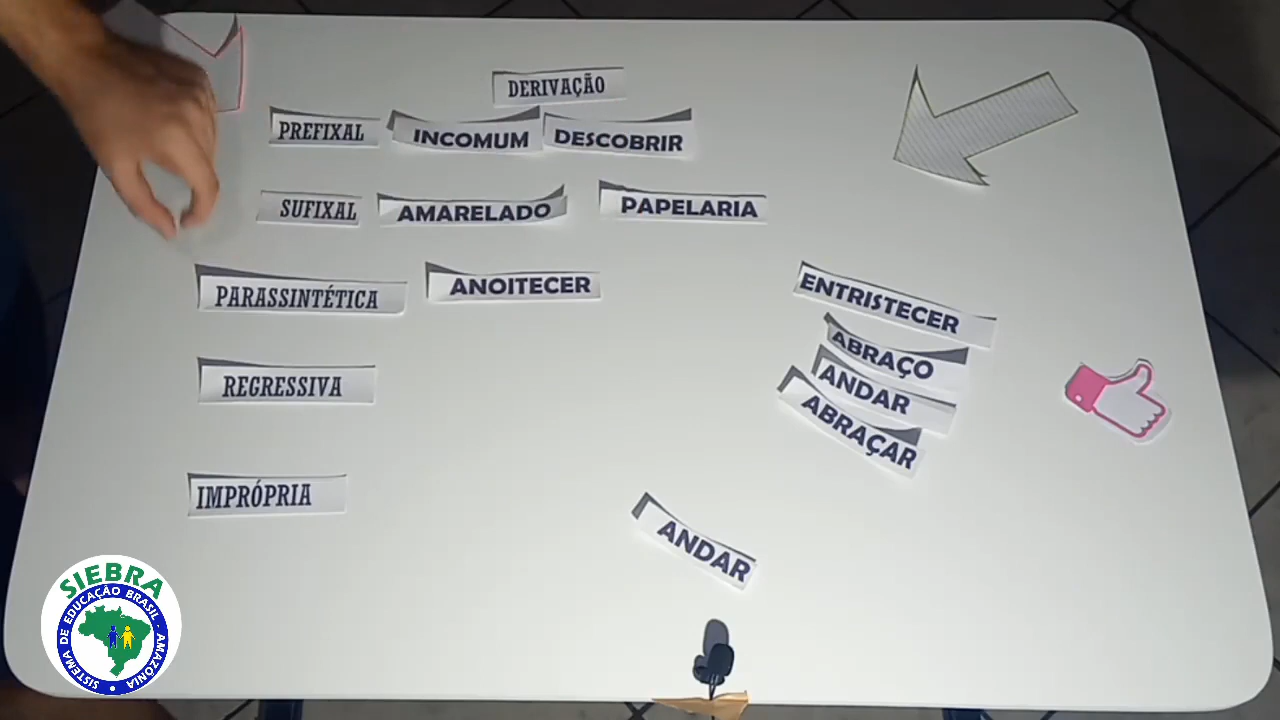 DERIVAÇÃO
PREFIXAL INCOMUM DESCOBRIR
SUFIXAL AMARELADO PAPELARIA
PARASSINTÉTICA ANOITECER
ENTRISTECER
ABRAÇO
ANDAR
ABRAÇAR
REGRESSIVA
IMPRÓPRIA
ANDAR
SIEBRA
SISTEMA DE EDUCAÇÃO BRASIL - AMAZÔNIA